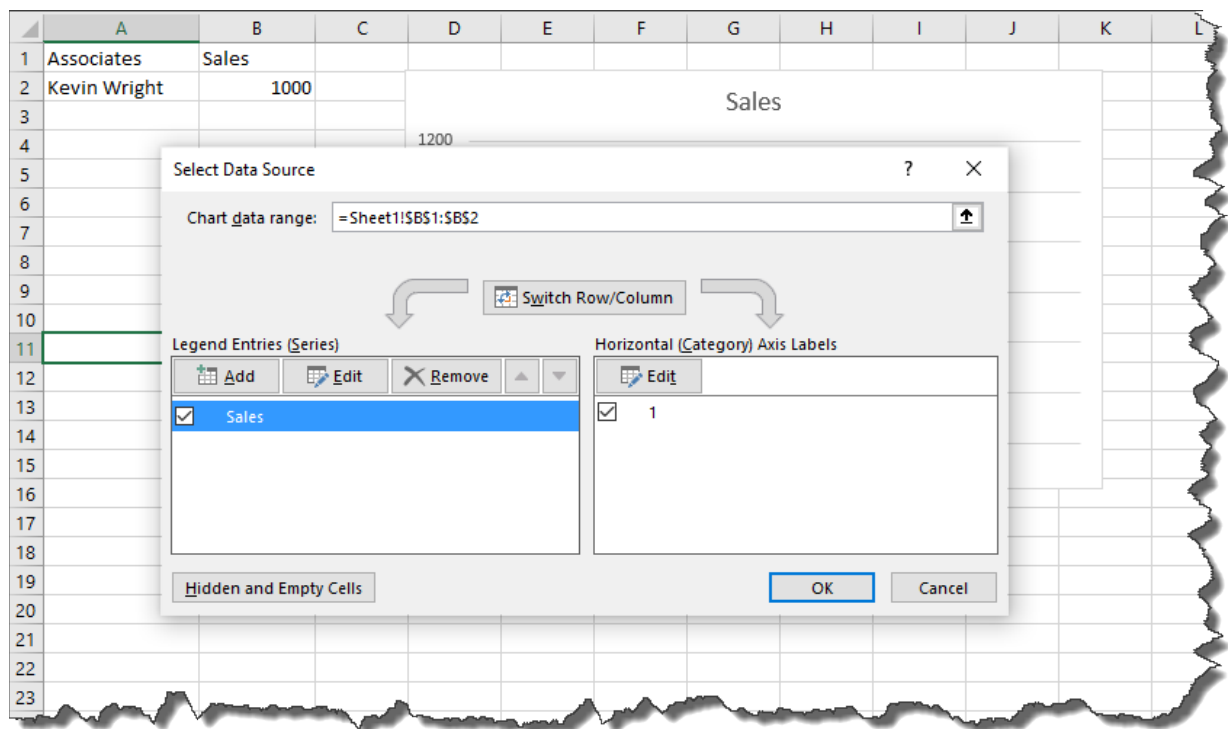 A B C D E F G H I J K L
1 Associates Sales
2 Kevin Wright 1000
Sales
3
4 1200
Select Data Source ? X
5
6
Chart data range: =Sheet1!$B$1:$B$2
7
8
9
Switch Row/Column
10
11
Legend Entries (Series) Horizontal (Category) Axis Labels
12 Add Edit Remove Edit
13 Sales 1
14
15
16
17
18
19 Hidden and Empty Cells OK Cancel
20
21
22
23